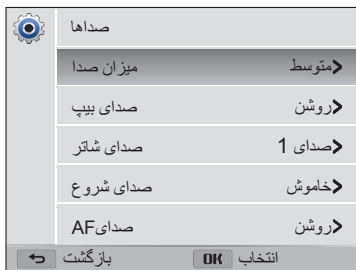 صداها
میزان صدا متوسط
صدای بیپ روشن
صدای شاتر صدای 1
صدای شروع خاموش
صدایAF روشن
بازگشت OK انتخاب